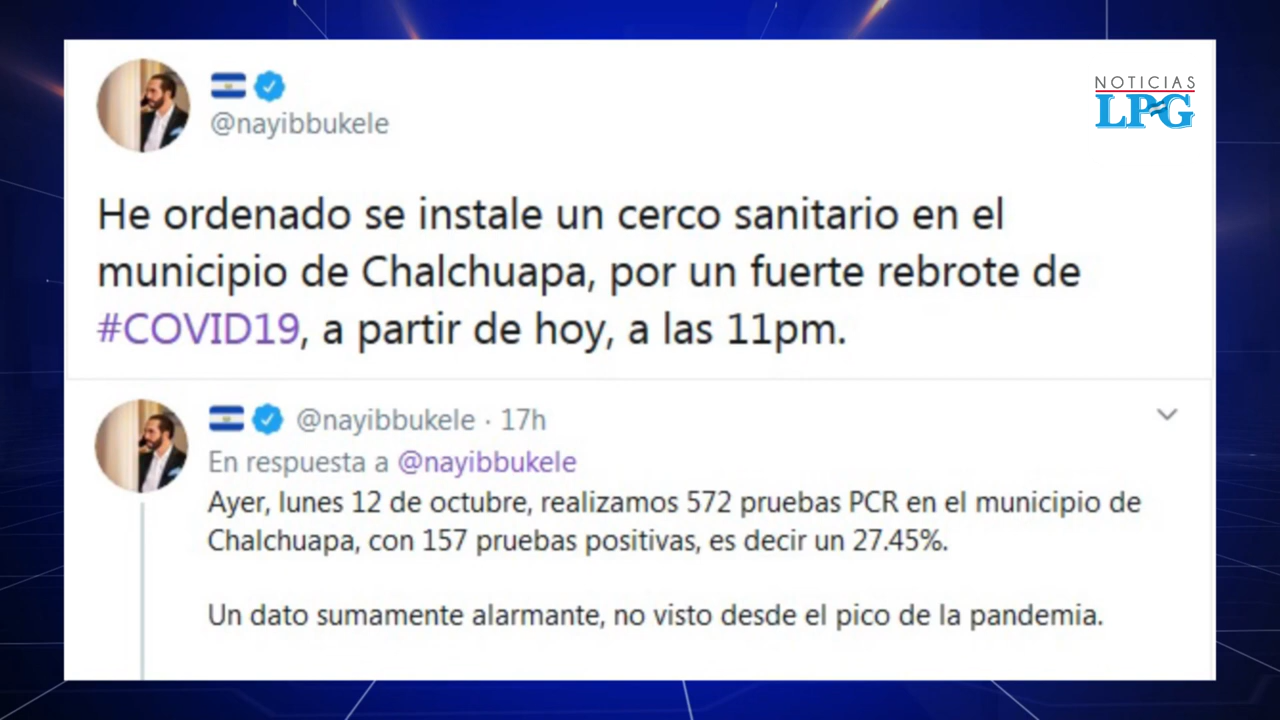 @nayibbukele
NOTICIAS
LPG
He ordenado se instale un cerco sanitario en el
municipio de Chalchuapa, por un fuerte rebrote de
#COVID19, a partir de hoy, a las 11pm.
@nayibbukele · 17h
En respuesta a @nayibbukele
Ayer, lunes 12 de octubre, realizamos 572 pruebas PCR en el municipio de
Chalchuapa, con 157 pruebas positivas, es decir un 27.45%.
Un dato sumamente alarmante, no visto desde el pico de la pandemia.